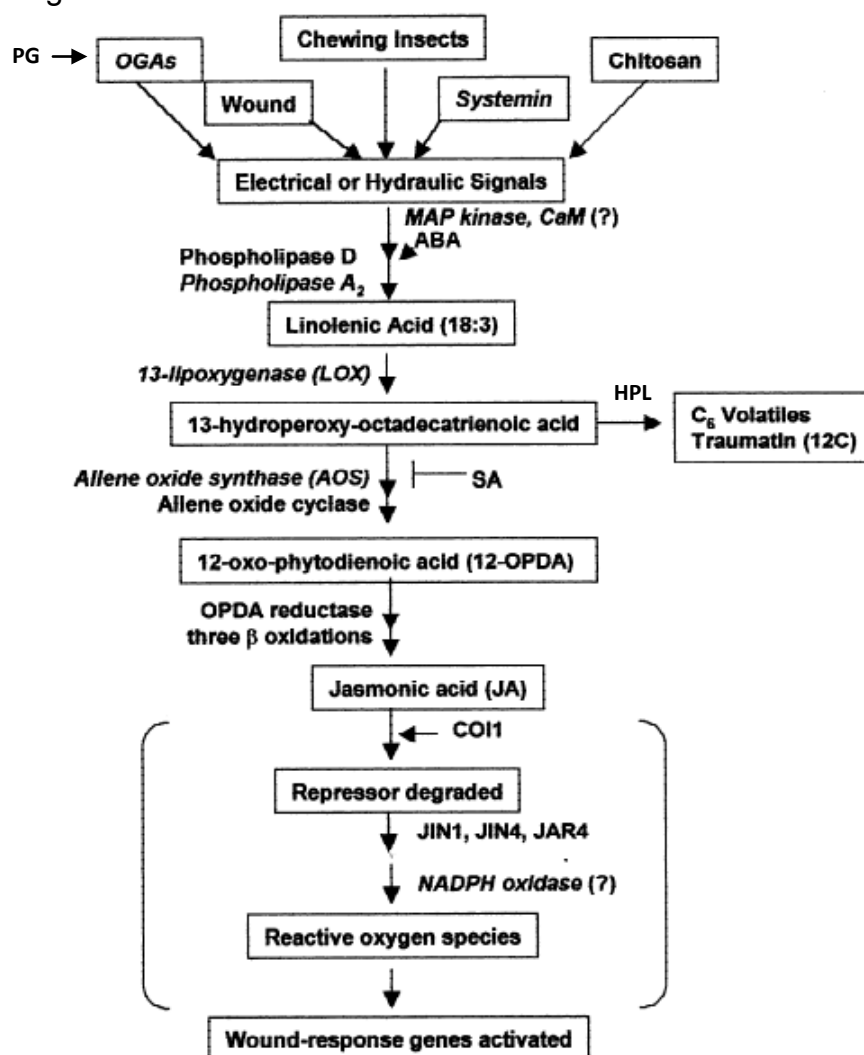 PG
OGAs
Chewing Insects
Chitosan
Wound
Systemin
Electrical or Hydraulic Signals
MAP kinase, CaM (?)
ABA
Phospholipase D
Phospholipase A₂
Linolenic Acid (18:3)
13-lipoxygenase (LOX)
13-hydroperoxy-octadecatrienoic acid
HPL
C₆ Volatiles
Traumatin (12C)
Allene oxide synthase (AOS)
SA
Allene oxide cyclase
12-oxo-phytodienoic acid (12-OPDA)
OPDA reductase
three β oxidations
Jasmonic acid (JA)
COI1
Repressor degraded
JIN1, JIN4, JAR4
NADPH oxidase (?)
Reactive oxygen species
Wound-response genes activated